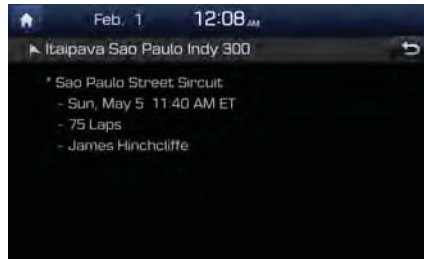 Feb. 1 12:08 AM
Itaipava Sao Paulo Indy 300
* Sao Paulo Street Sircuit
- Sun, May 5 11:40 AM ET
- 75 Laps
- James Hinchcliffe